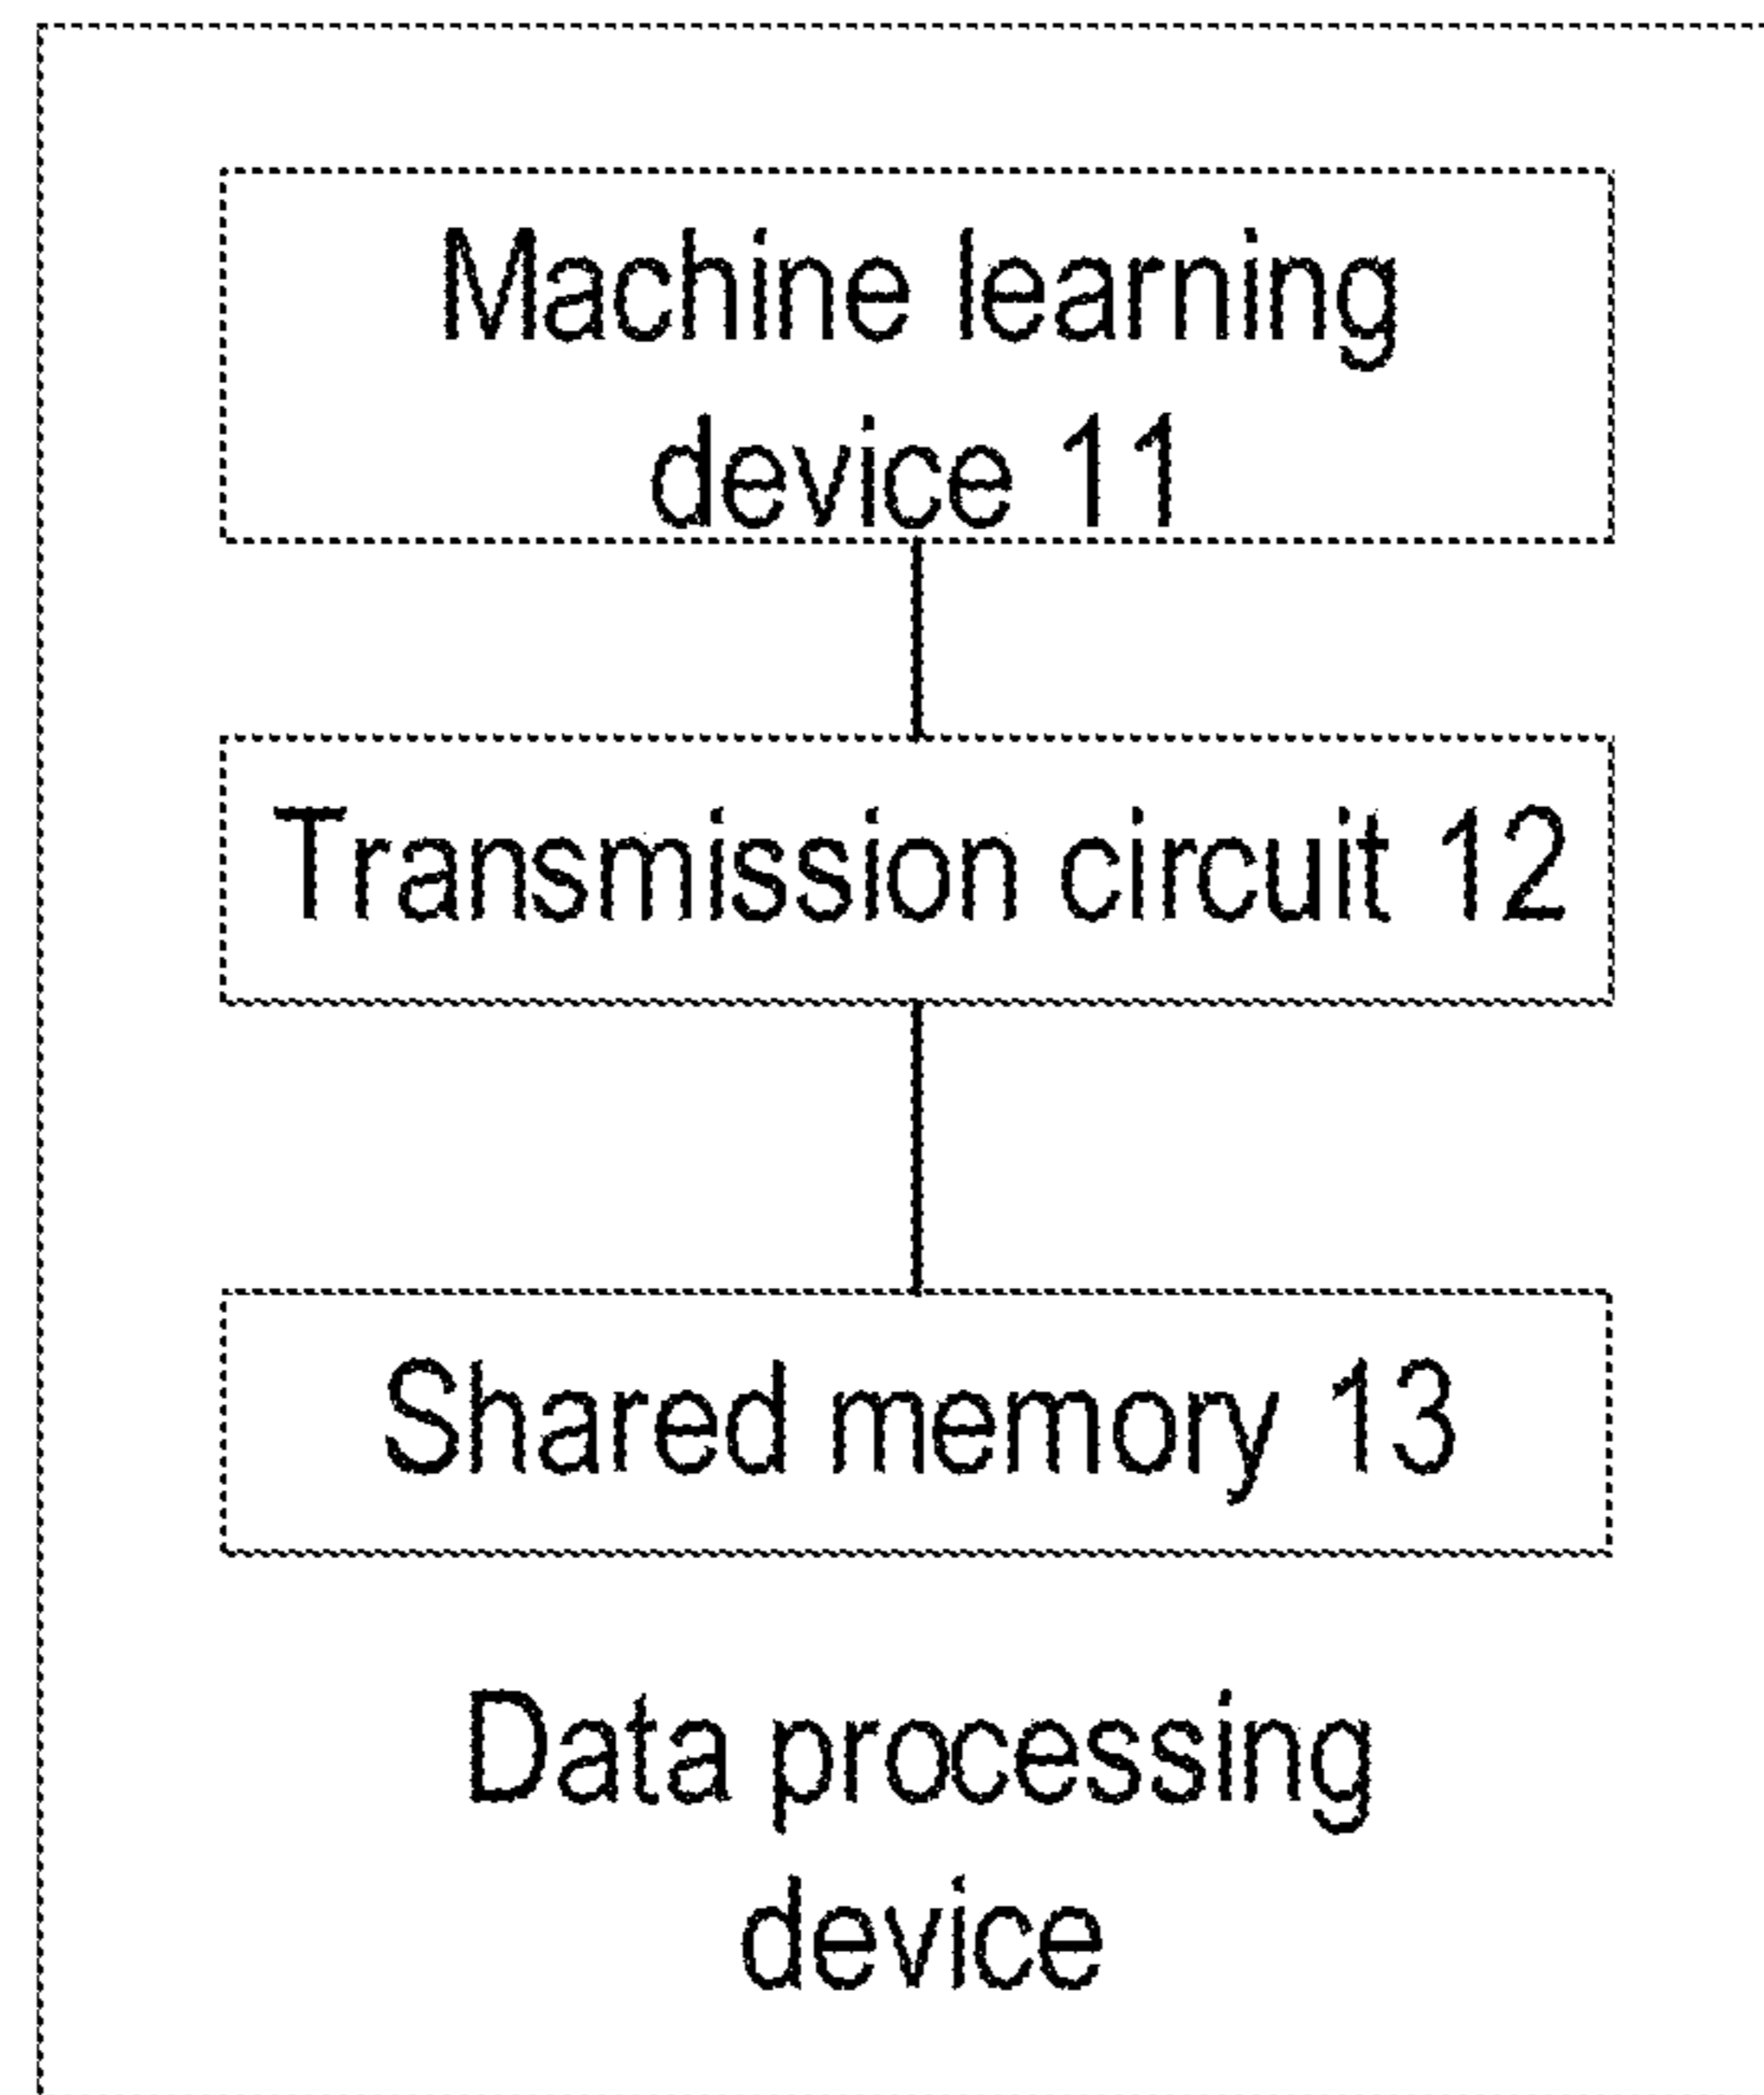 Machine learning
device 11
Transmission circuit 12
Shared memory 13
Data processing
device